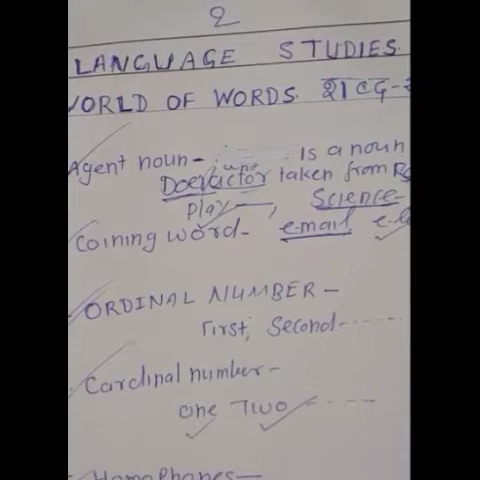 2
LANGUAGE STUDIES.
WORLD OF WORDS.
Agent noun - is a noun
Doer/actor taken from
Play —, Science-
Coining word- e-mail
ORDINAL NUMBER -
First, Second-----
Cardinal number -
one Two - - - -
Homophones-